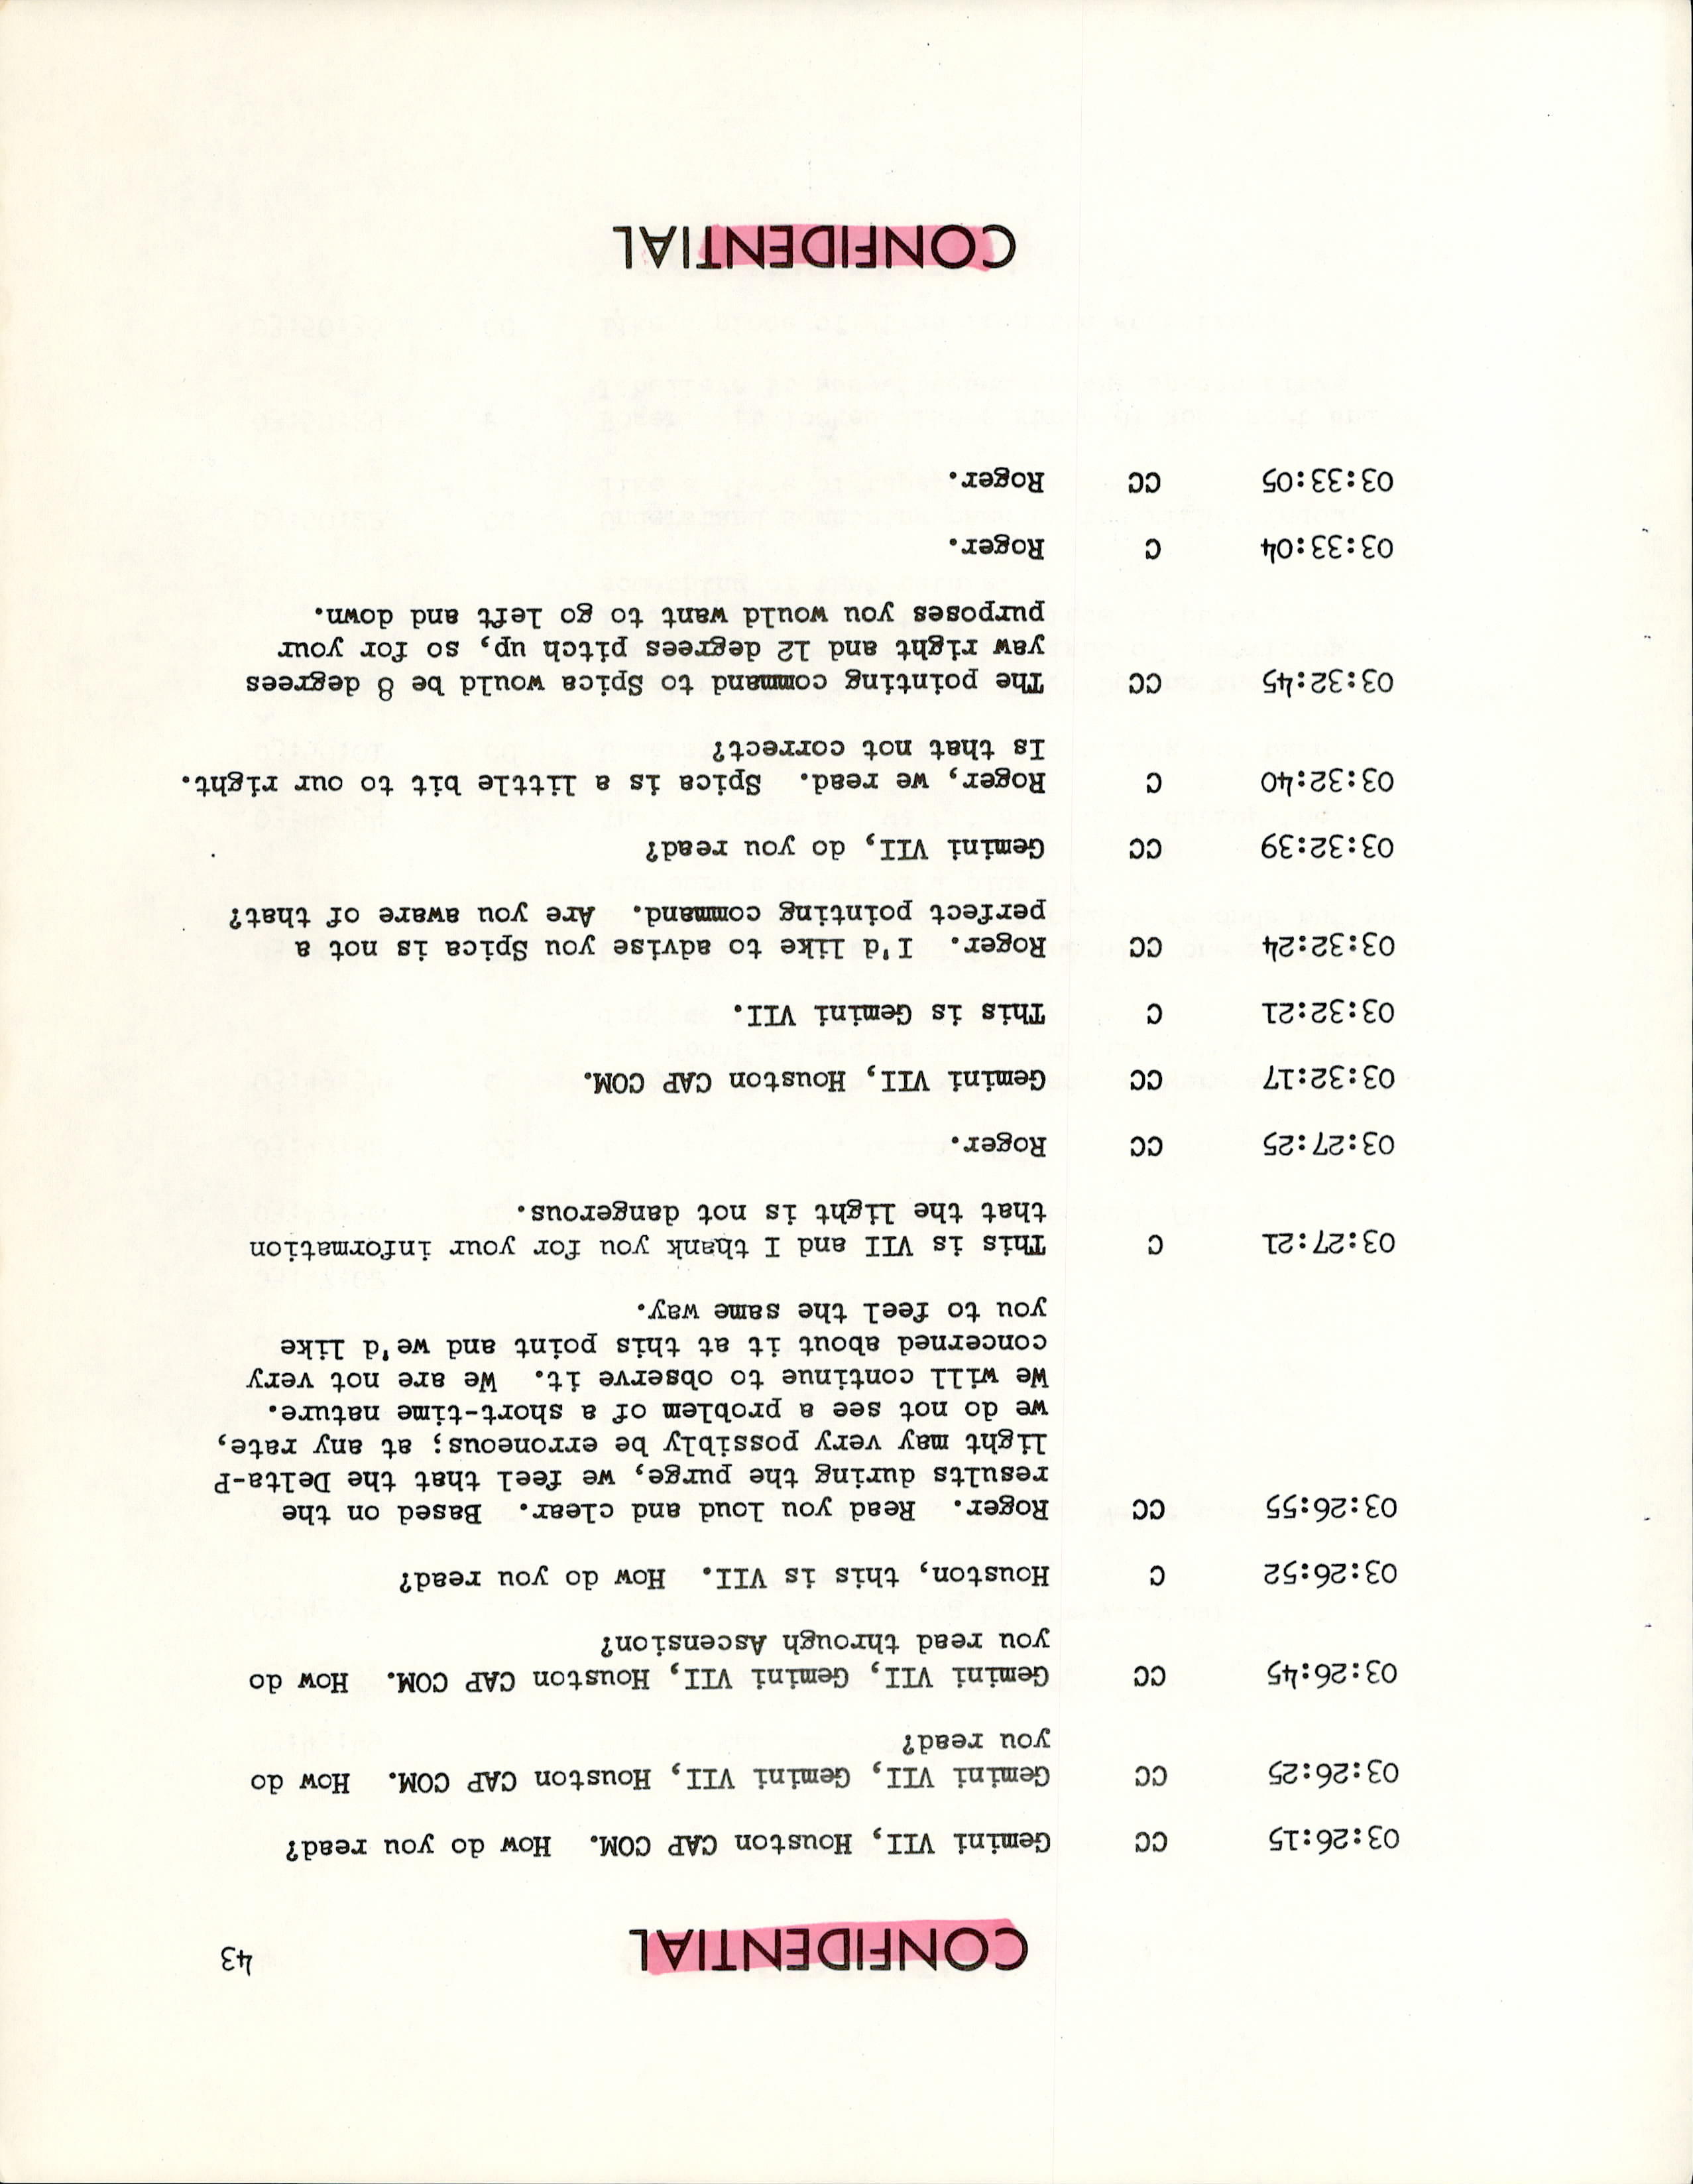 CONFIDENTIAL 43
03:26:15 CC Gemini VII, Houston CAP COM. How do you read?
03:26:25 CC Gemini VII, Gemini VII, Houston CAP COM. How do
you read?
03:26:45 CC Gemini VII, Gemini VII, Houston CAP COM. How do
you read through Ascension?
03:26:52 C Houston, this is VII. How do you read?
03:26:55 CC Roger. Read you loud and clear. Based on the
results during the purge, we feel that the Delta-P
light may very possibly be erroneous; at any rate,
we do not see a problem of a short-time nature.
We will continue to observe it. We are not very
concerned about it at this point and we'd like
you to feel the same way.
03:27:21 C This is VII and I thank you for your information
that the light is not dangerous.
03:27:25 CC Roger.
03:32:17 CC Gemini VII, Houston CAP COM.
03:32:21 C This is Gemini VII.
03:32:24 CC Roger. I'd like to advise you Spica is not a
perfect pointing command. Are you aware of that?
03:32:39 CC Gemini VII, do you read?
03:32:40 C Roger, we read. Spica is a little bit to our right.
Is that not correct?
03:32:45 CC The pointing command to Spica would be 8 degrees
yaw right and 12 degrees pitch up, so for your
purposes you would want to go left and down.
03:33:04 C Roger.
03:33:05 CC Roger.
CONFIDENTIAL